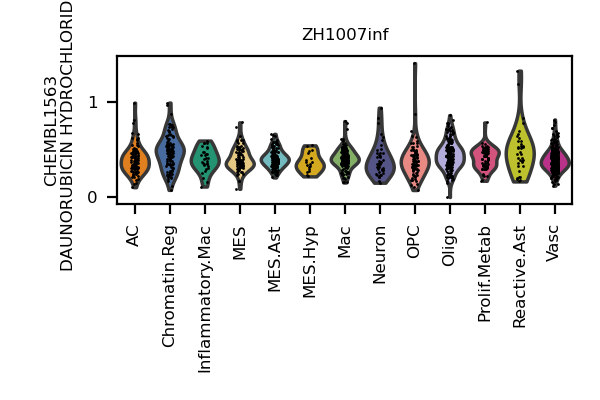 ZH1007inf
CHEMBL1563
DAUNORUBICIN HYDROCHLORID
1
0
AC
Chromatin.Reg
Inflammatory.Mac
MES
MES.Ast
MES.Hyp
Mac
Neuron
OPC
Oligo
Prolif.Metab
Reactive.Ast
Vasc